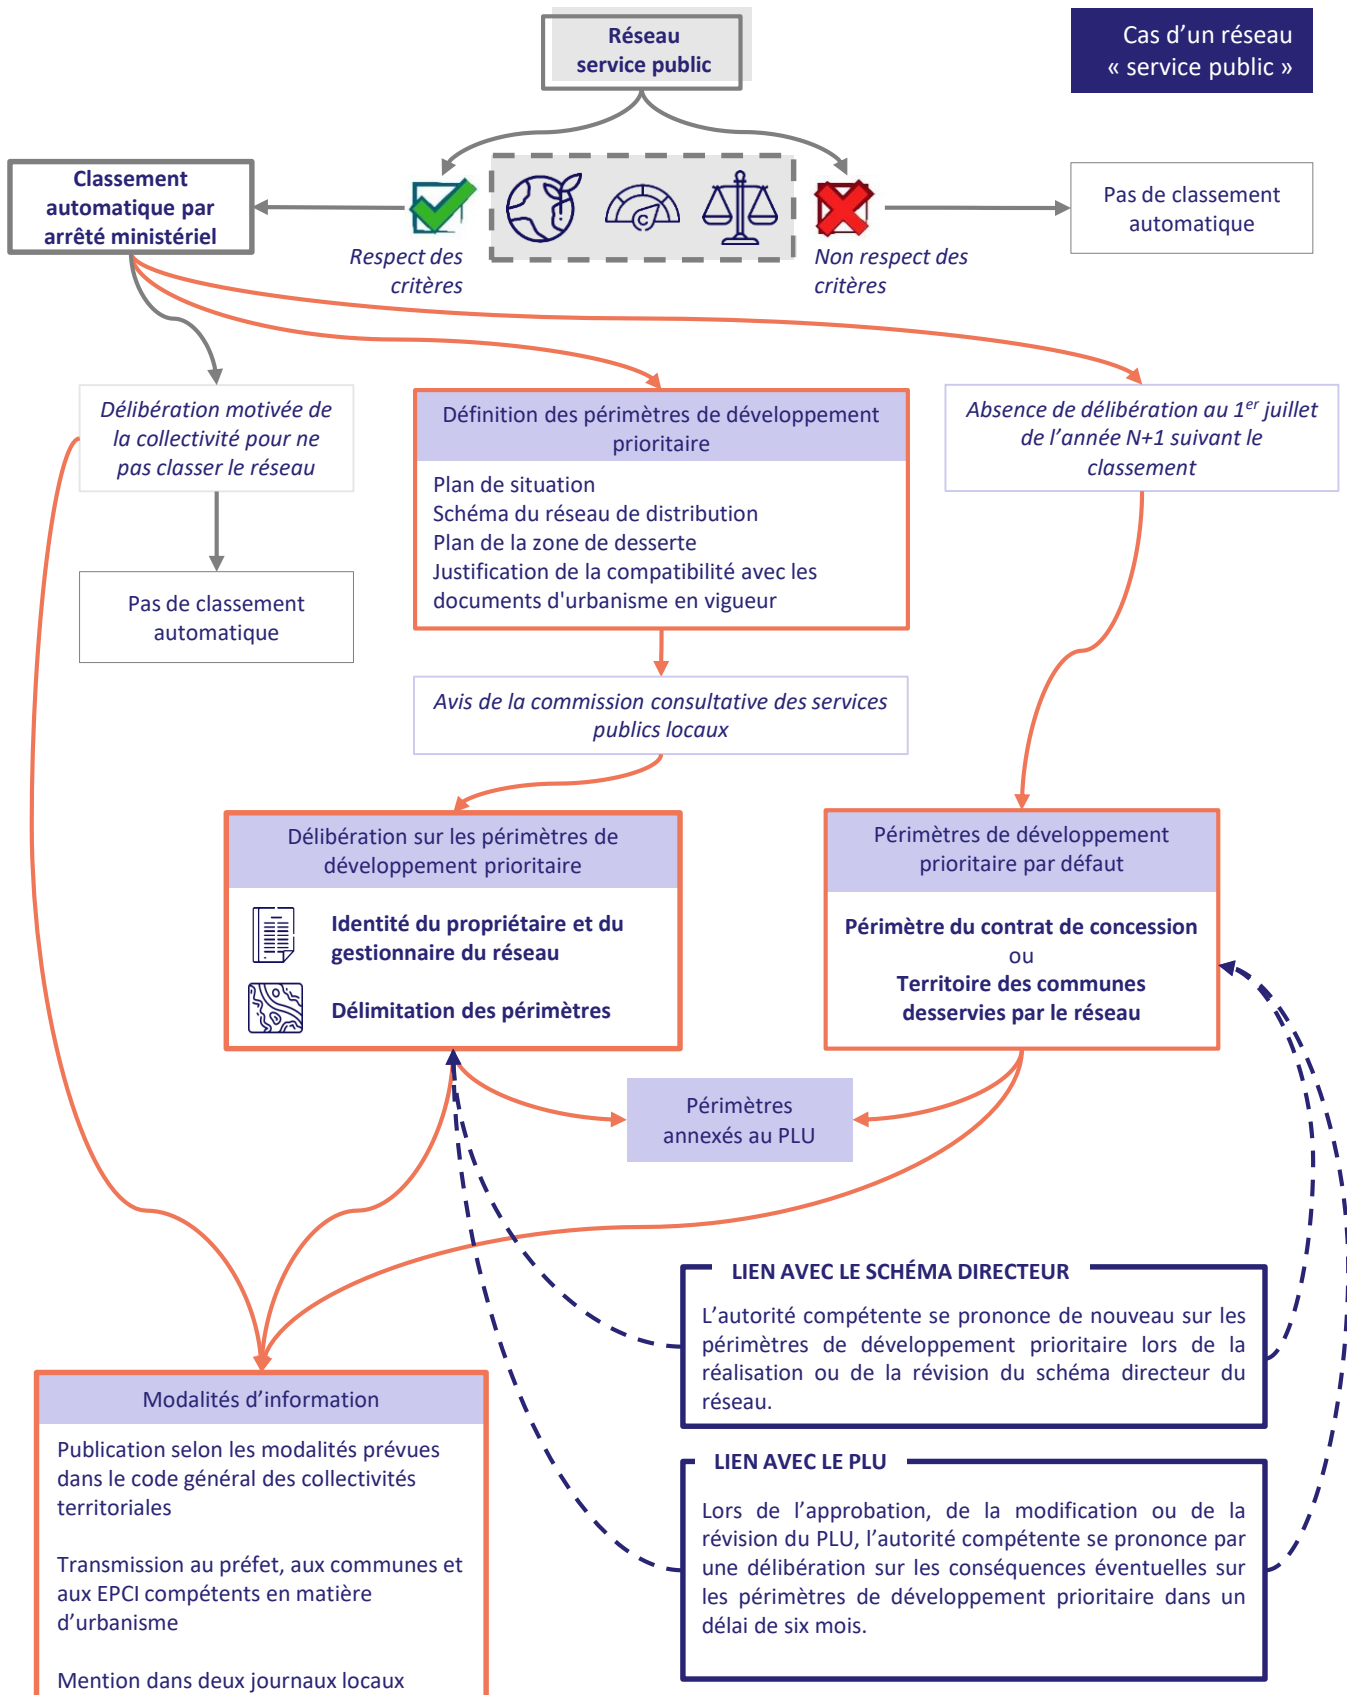 Réseau
service public
Cas d’un réseau
« service public »
Classement
automatique par
arrêté ministériel
C
Pas de classement
automatique
Respect des
critères
Non respect des
critères
Délibération motivée de
la collectivité pour ne
pas classer le réseau
Définition des périmètres de développement
prioritaire
Plan de situation
Schéma du réseau de distribution
Plan de la zone de desserte
Justification de la compatibilité avec les
documents d'urbanisme en vigueur
Absence de délibération au 1er juillet
de l’année N+1 suivant le
classement
Pas de classement
automatique
Avis de la commission consultative des services
publics locaux
Délibération sur les périmètres de
développement prioritaire
Identité du propriétaire et du
gestionnaire du réseau
Délimitation des périmètres
Périmètres de développement
prioritaire par défaut
Périmètre du contrat de concession
ou
Territoire des communes
desservies par le réseau
Périmètres
annexés au PLU
LIEN AVEC LE SCHÉMA DIRECTEUR
L’autorité compétente se prononce de nouveau sur les
périmètres de développement prioritaire lors de la
réalisation ou de la révision du schéma directeur du
réseau.
Modalités d’information
Publication selon les modalités prévues
dans le code général des collectivités
territoriales
Transmission au préfet, aux communes et
aux EPCI compétents en matière
d’urbanisme
Mention dans deux journaux locaux
LIEN AVEC LE PLU
Lors de l’approbation, de la modification ou de la
révision du PLU, l’autorité compétente se prononce par
une délibération sur les conséquences éventuelles sur
les périmètres de développement prioritaire dans un
délai de six mois.